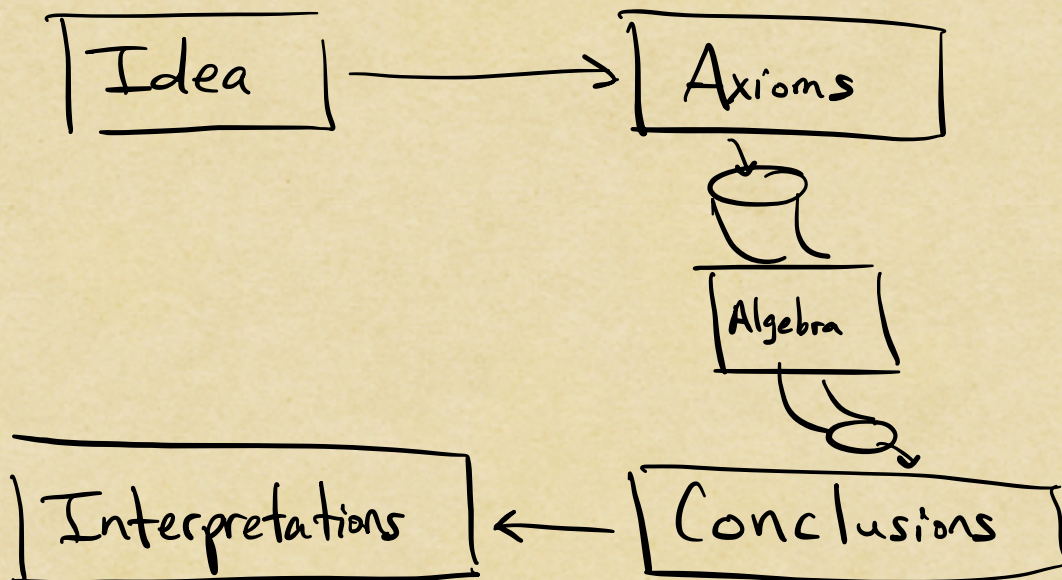 Idea
Axioms
Algebra
Conclusions
Interpretations